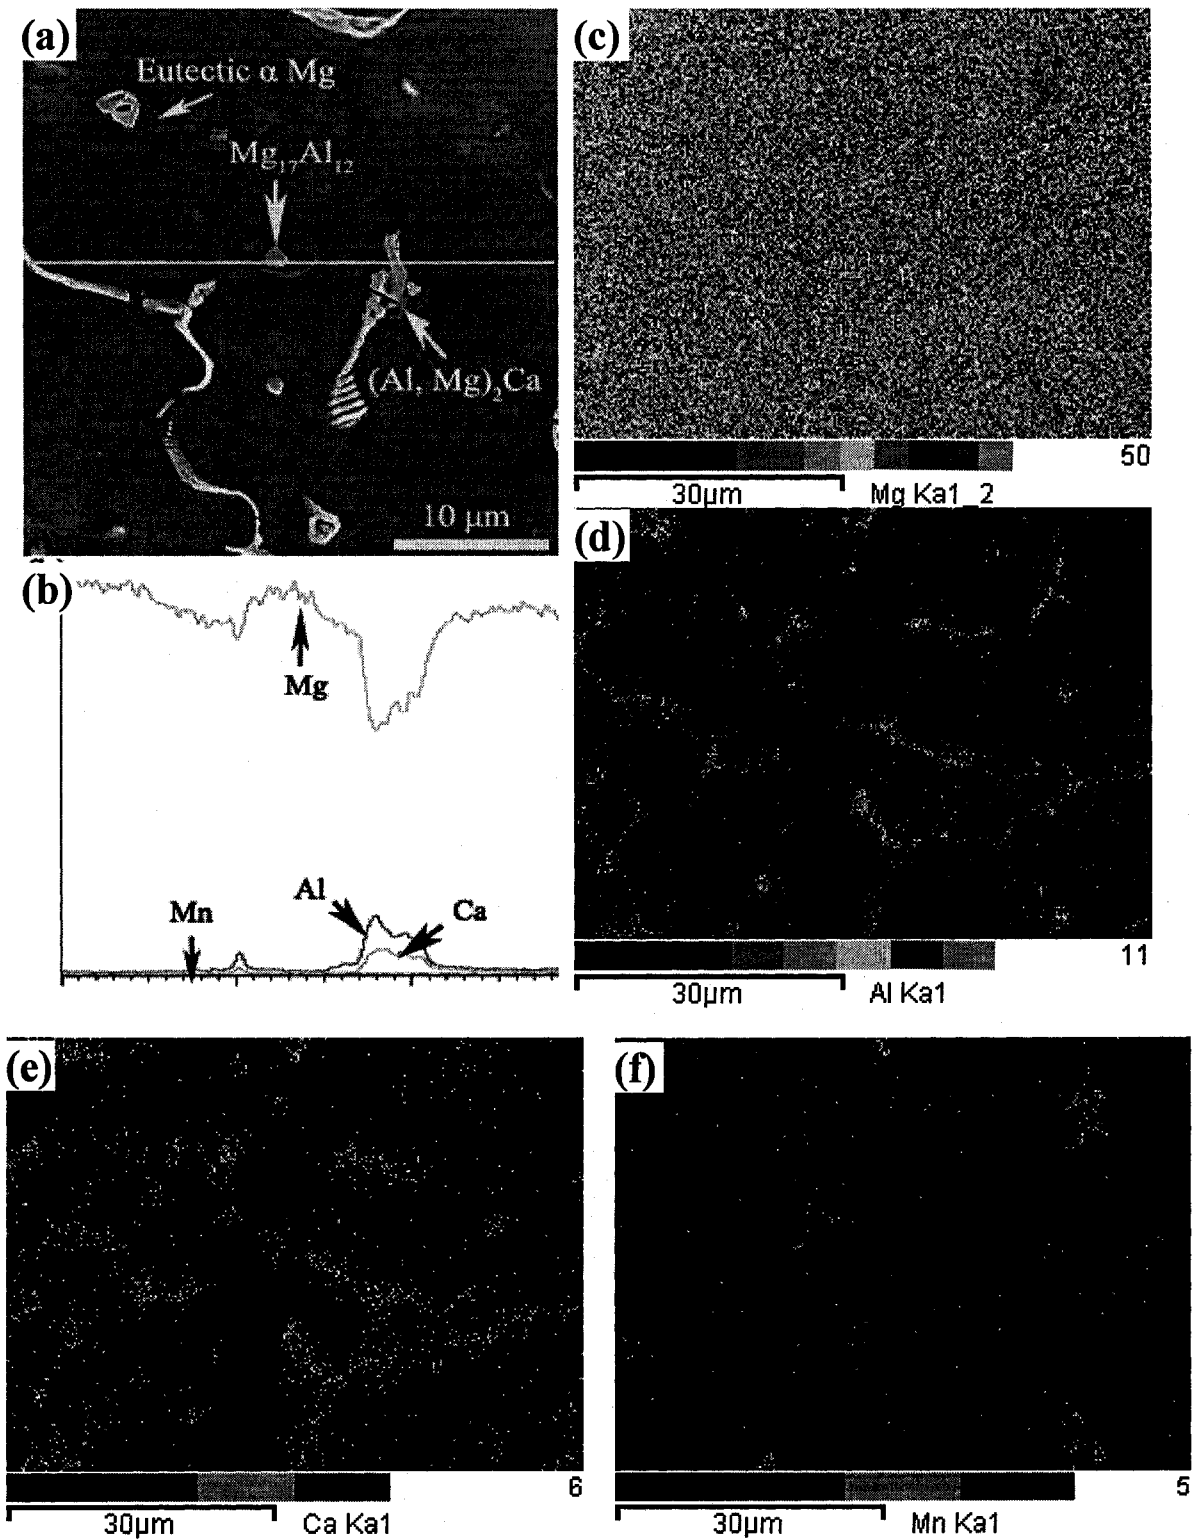 (a)
Eutectic α Mg
Mg₁₇Al₁₂
(Al, Mg)₂Ca
10 μm
(b)
Mg
Al
Mn
Ca
(c)
50
30μm
Mg Ka1_2
(d)
11
30μm
Al Ka1
(e)
6
30μm
Ca Ka1
(f)
5
30μm
Mn Ka1